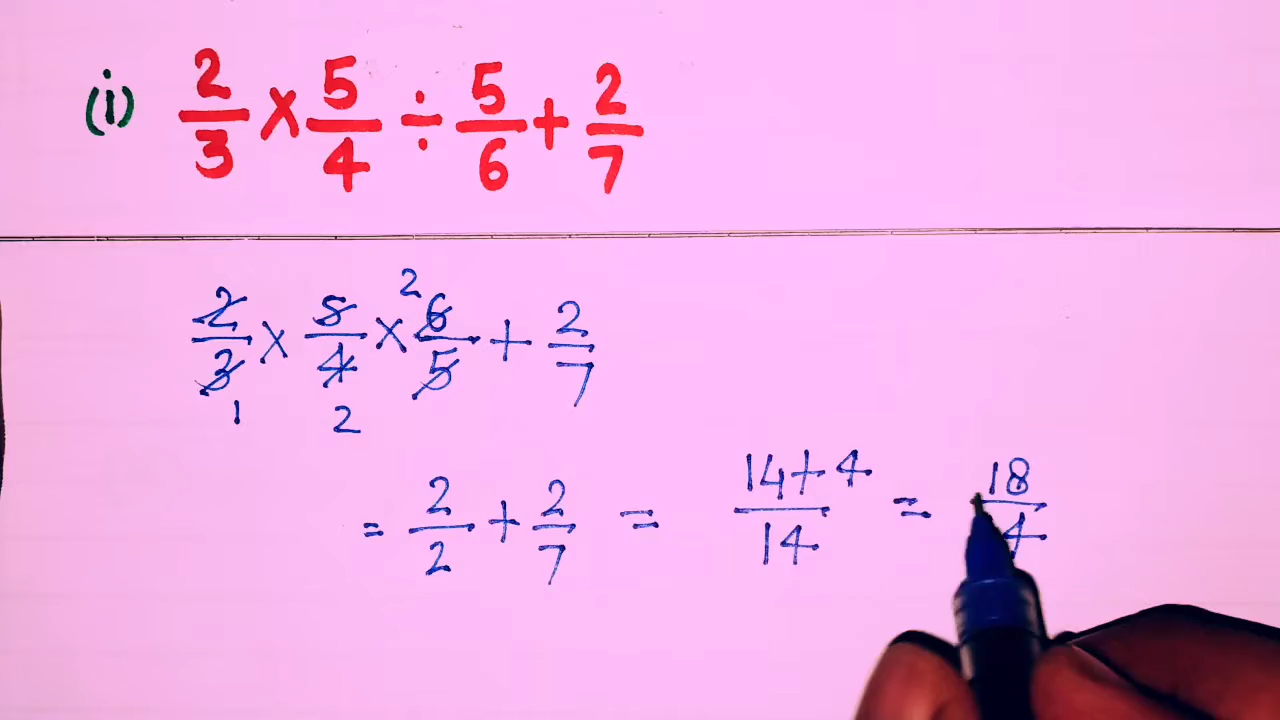 (i) 2/3 × 5/4 ÷ 5/6 + 2/7
2/3 × 5/4 × 6/5 + 2/7
2
1 2
= 2/2 + 2/7 = 14+4/14 = 18/